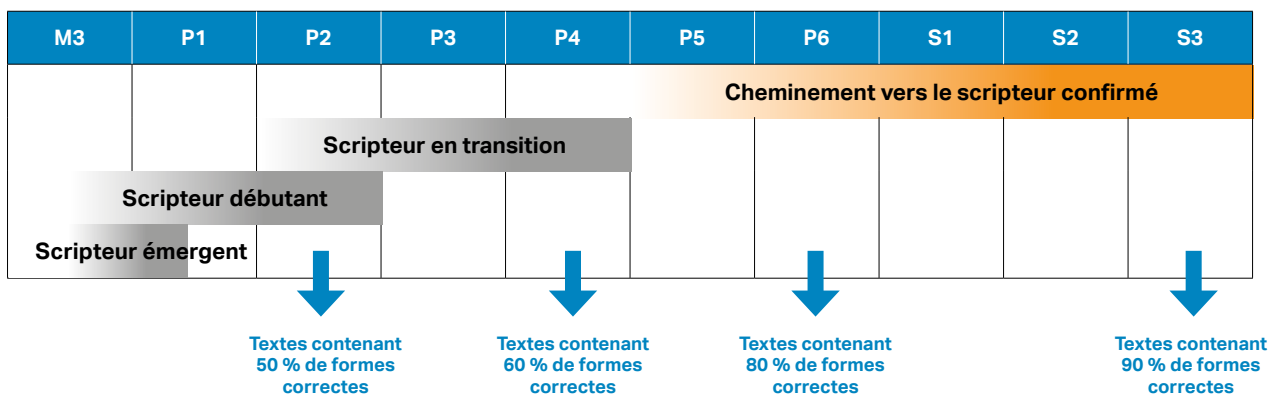 M3 P1 P2 P3 P4 P5 P6 S1 S2 S3
Cheminement vers le scripteur confirmé
Scripteur en transition
Scripteur débutant
Scripteur émergent
Textes contenant
50 % de formes
correctes
Textes contenant
60 % de formes
correctes
Textes contenant
80 % de formes
correctes
Textes contenant
90 % de formes
correctes